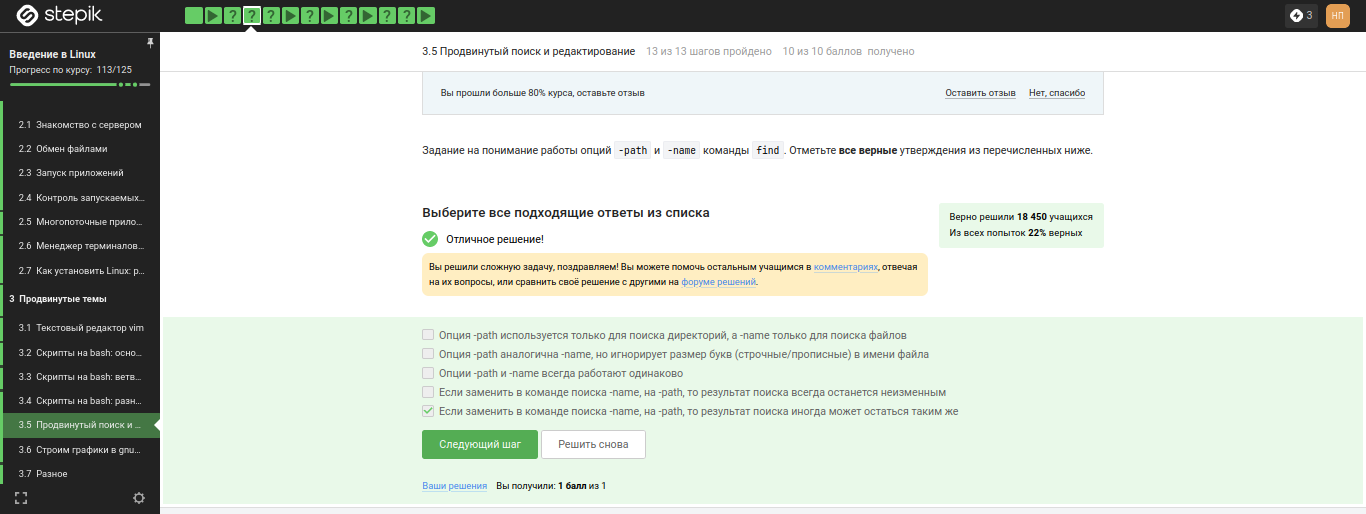 stepik
? ? ? ? ? ? ?
3
НП
Введение в Linux
Прогресс по курсу: 113/125
2.1 Знакомство с сервером
2.2 Обмен файлами
2.3 Запуск приложений
2.4 Контроль запускаемых…
2.5 Многопоточные прило…
2.6 Менеджер терминалов…
2.7 Как установить Linux: р…
3 Продвинутые темы
3.1 Текстовый редактор vim
3.2 Скрипты на bash: осно…
3.3 Скрипты на bash: ветв…
3.4 Скрипты на bash: разн…
3.5 Продвинутый поиск и …
3.6 Строим графики в gnu…
3.7 Разное
3.5 Продвинутый поиск и редактирование 13 из 13 шагов пройдено 10 из 10 баллов получено
Вы прошли больше 80% курса, оставьте отзыв Оставить отзыв Нет, спасибо
Задание на понимание работы опций -path и -name команды find . Отметьте все верные утверждения из перечисленных ниже.
Выберите все подходящие ответы из списка
Верно решили 18 450 учащихся
Из всех попыток 22% верных
Отличное решение!
Вы решили сложную задачу, поздравляем! Вы можете помочь остальным учащимся в комментариях, отвечая
на их вопросы, или сравнить своё решение с другими на форуме решений.
Опция -path используется только для поиска директорий, а -name только для поиска файлов
Опция -path аналогична -name, но игнорирует размер букв (строчные/прописные) в имени файла
Опции -path и -name всегда работают одинаково
Если заменить в команде поиска -name, на -path, то результат поиска всегда останется неизменным
Если заменить в команде поиска -name, на -path, то результат поиска иногда может остаться таким же
Следующий шаг Решить снова
Ваши решения Вы получили: 1 балл из 1